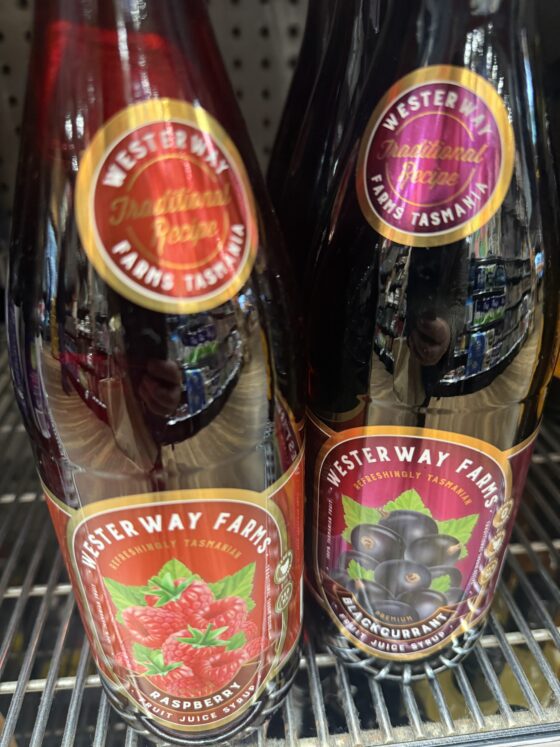 WESTERWAY
Traditional
Recipe
FARMS TASMANIA
WESTERWAY FARMS
REFRESHINGLY TASMANIAN
RASPBERRY
FRUIT JUICE SYRUP
WESTERWAY
Traditional
Recipe
FARMS TASMANIA
WESTERWAY FARMS
REFRESHINGLY TASMANIAN
PREMIUM
BLACKCURRANT
FRUIT JUICE SYRUP